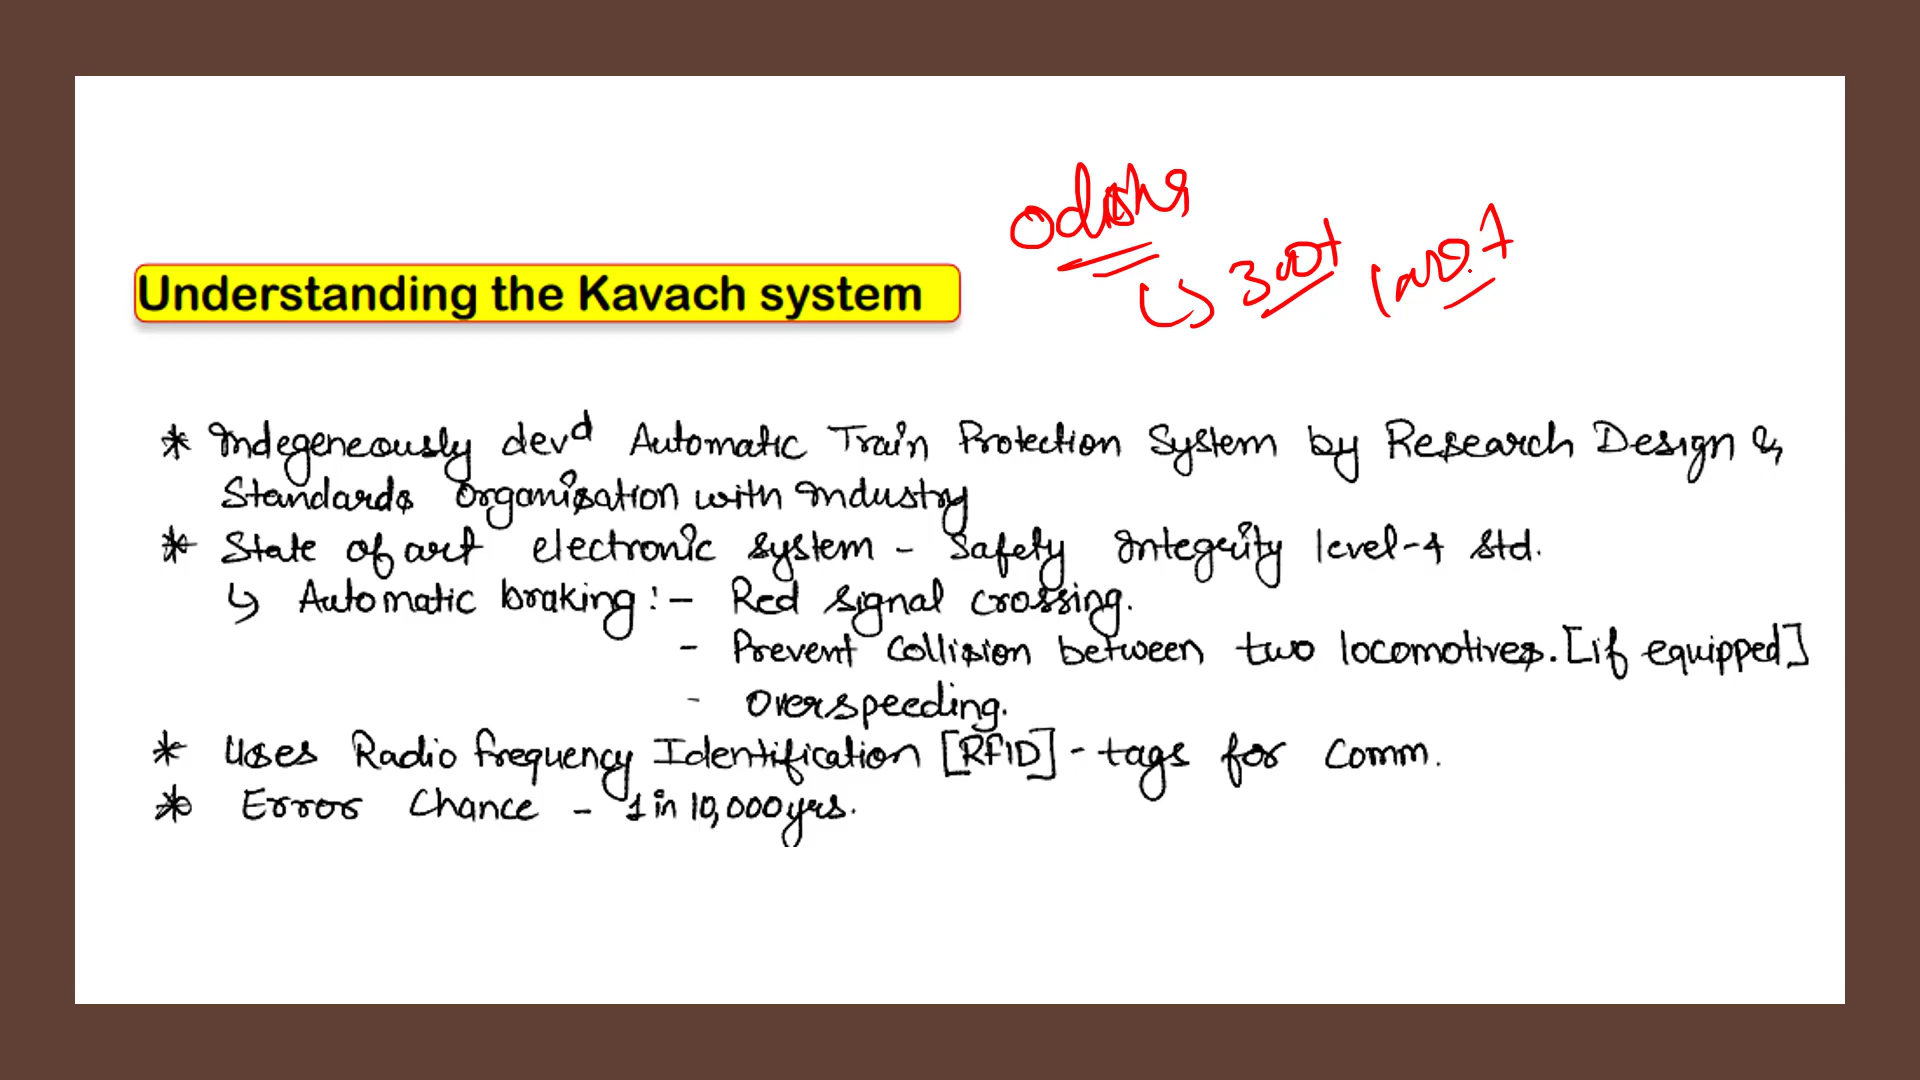 Odisha
300+ 1000+
Understanding the Kavach system
* Indegeneously devd Automatic Train Protection System by Research Design &
Standards Organisation with Industry
* State of art electronic system - Safety Integrity level-4 std.
↳ Automatic braking :- Red signal crossing.
- Prevent Collision between two locomotives. [if equipped]
- Overspeeding.
* Uses Radio frequency Identification [RFID] - tags for Comm.
* Error Chance - 1 in 10,000 yrs.